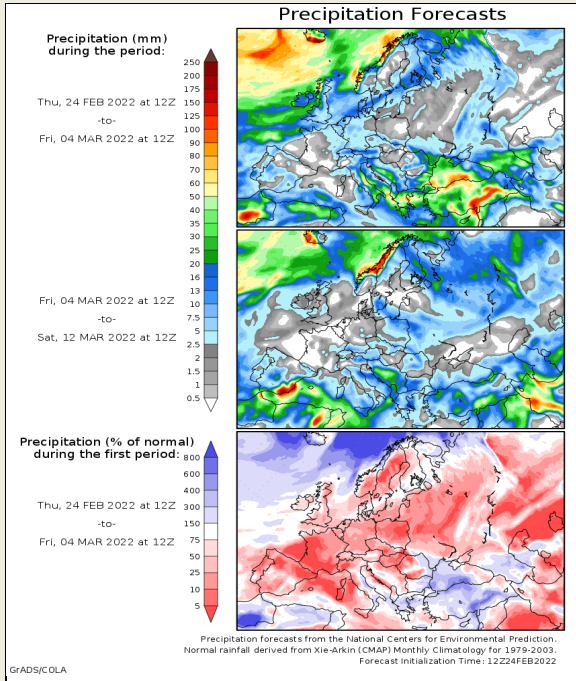 Precipitation Forecasts
Precipitation (mm)
during the period:
Thu, 24 FEB 2022 at 12Z
-to-
Fri, 04 MAR 2022 at 12Z
250
200
175
150
125
100
90
80
70
60
50
40
35
30
25
20
16
13
10
7.5
5
2.5
2
1.5
1
0.5
Fri, 04 MAR 2022 at 12Z
-to-
Sat, 12 MAR 2022 at 12Z
Precipitation (% of normal)
during the first period:
Thu, 24 FEB 2022 at 12Z
-to-
Fri, 04 MAR 2022 at 12Z
800
600
400
300
150
75
50
25
10
5
Precipitation forecasts from the National Centers for Environmental Prediction.
Normal rainfall derived from Xie-Arkin (CMAP) Monthly Climatology for 1979-2003.
Forecast Initialization Time: 12Z24FEB2022
GrADS/COLA